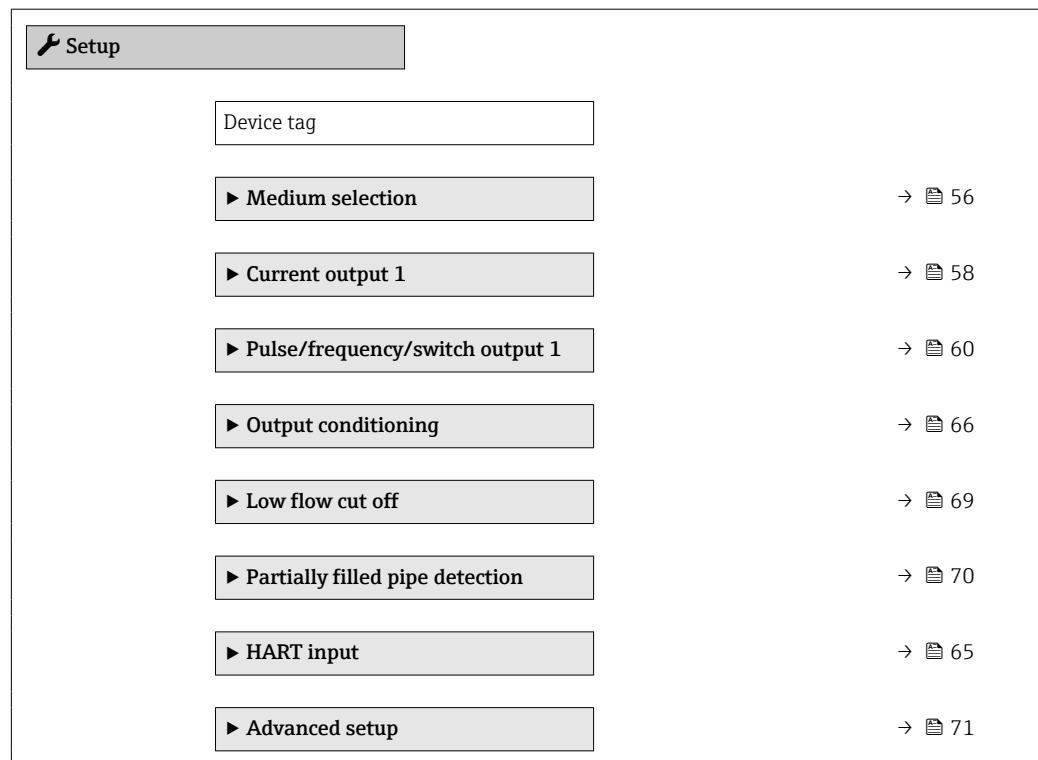 Setup
Device tag
► Medium selection → 56
► Current output 1 → 58
► Pulse/frequency/switch output 1 → 60
► Output conditioning → 66
► Low flow cut off → 69
► Partially filled pipe detection → 70
► HART input → 65
► Advanced setup → 71